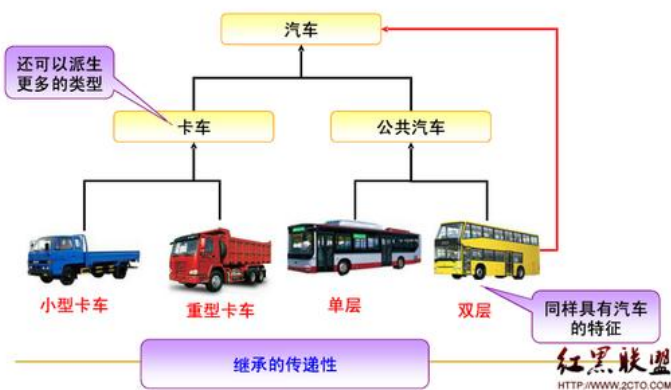 汽车
还可以派生
更多的类型
卡车
公共汽车
小型卡车
重型卡车
单层
双层
同样具有汽车
的特征
继承的传递性
红黑联盟
HTTP://WWW.2CTO.COM